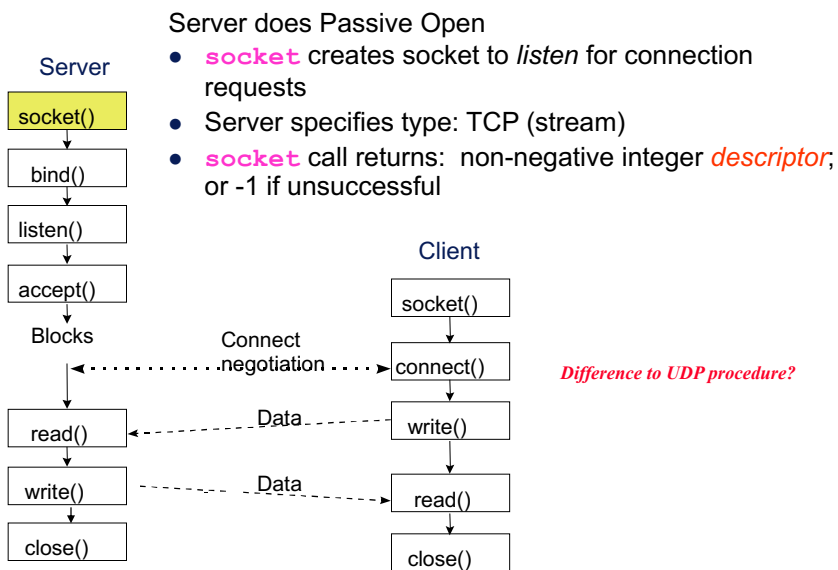 Server does Passive Open
● socket creates socket to listen for connection
requests
● Server specifies type: TCP (stream)
● socket call returns: non-negative integer descriptor;
or -1 if unsuccessful
Server
socket()
bind()
listen()
accept()
Blocks
Client
socket()
Connect
negotiation
connect()
Difference to UDP procedure?
Data
read()
write()
Data
write()
read()
close()
close()